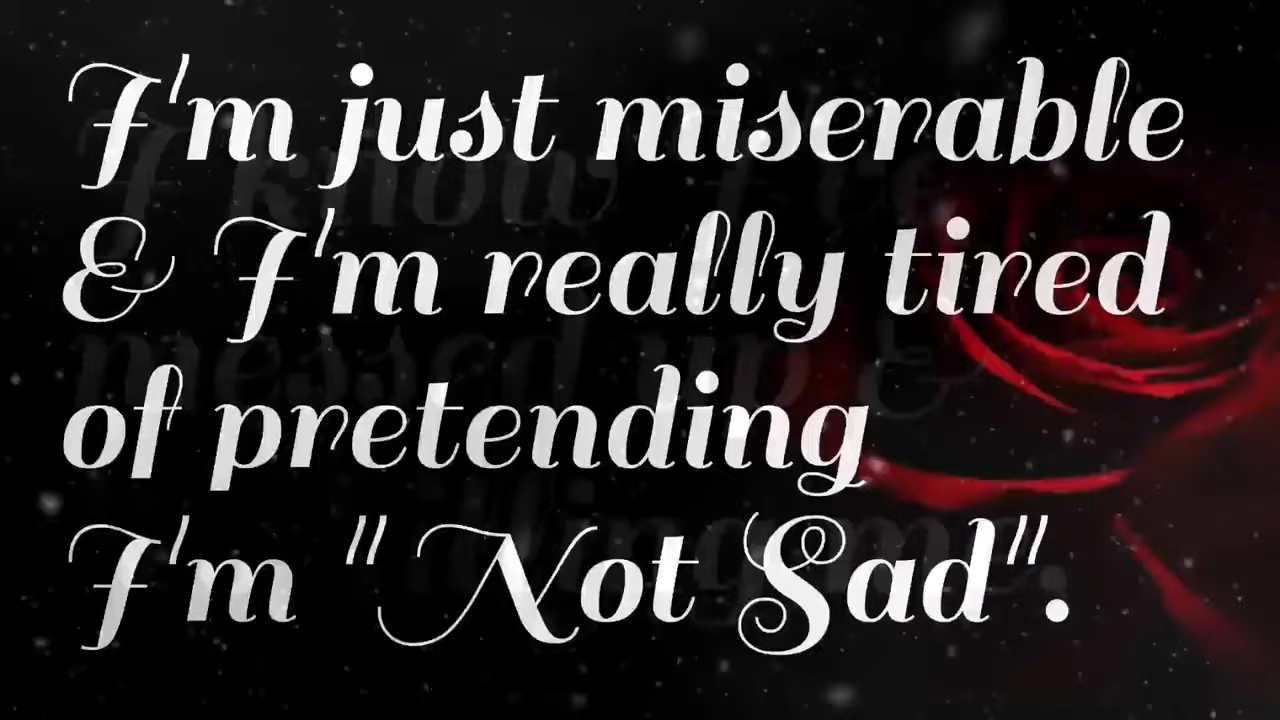 I'm just miserable
& I'm really tired
of pretending
I'm "Not Sad".